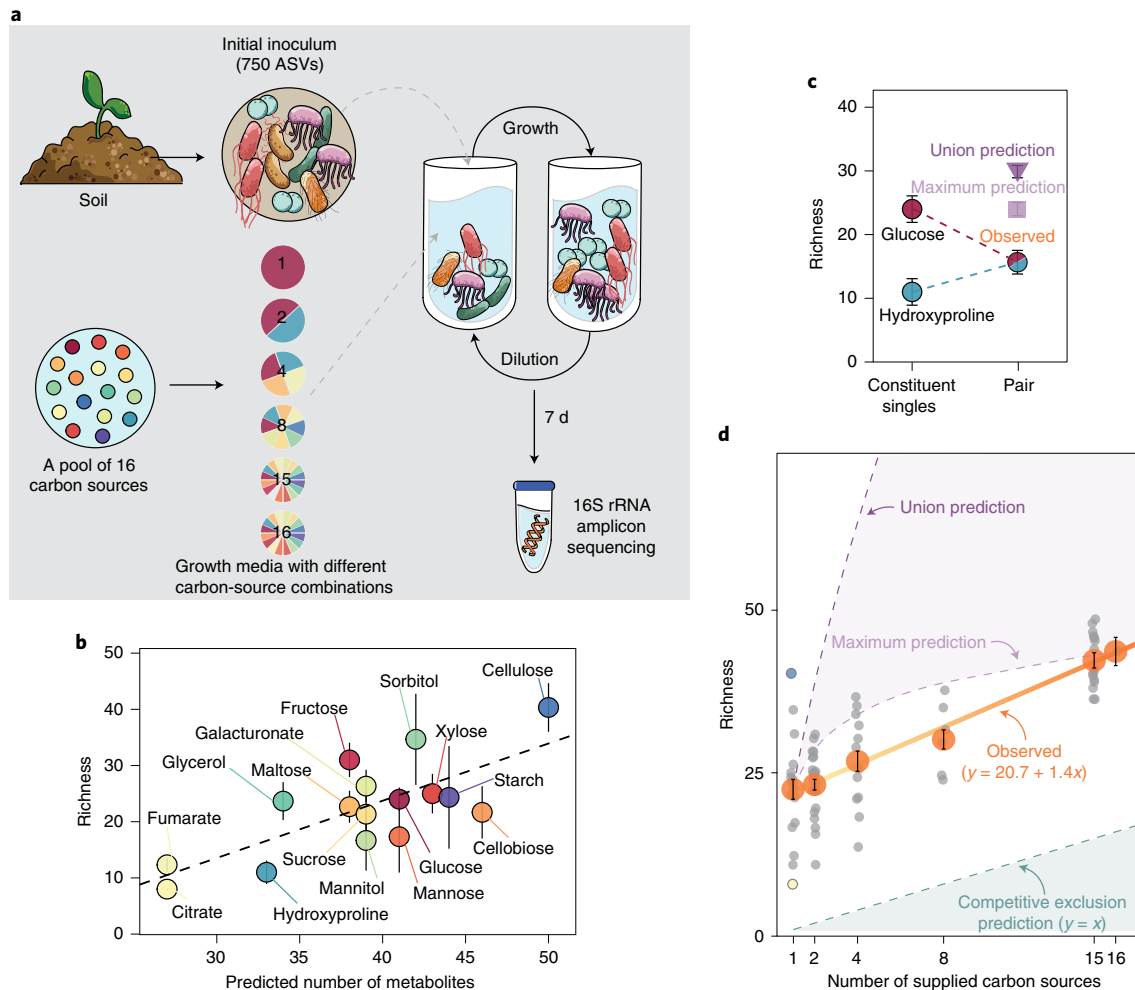 a
Initial inoculum
(750 ASVs)
Soil
1
2
4
8
15
16
A pool of 16
carbon sources
Growth media with different
carbon-source combinations
Growth
Dilution
7 d
16S rRNA
amplicon
sequencing
b
Richness
50
40
30
20
10
0
30
35
40
45
50
Predicted number of metabolites
Cellulose
Sorbitol
Fructose
Xylose
Galacturonate
Glycerol
Maltose
Starch
Fumarate
Sucrose
Glucose
Cellobiose
Mannitol
Mannose
Citrate
Hydroxyproline
c
Richness
40
30
20
10
0
Union prediction
Maximum prediction
Observed
Glucose
Hydroxyproline
Constituent
singles
Pair
d
Richness
50
25
0
Union prediction
Maximum prediction
Observed
(y = 20.7 + 1.4x)
Competitive exclusion
prediction (y = x)
1
2
4
8
15
16
Number of supplied carbon sources